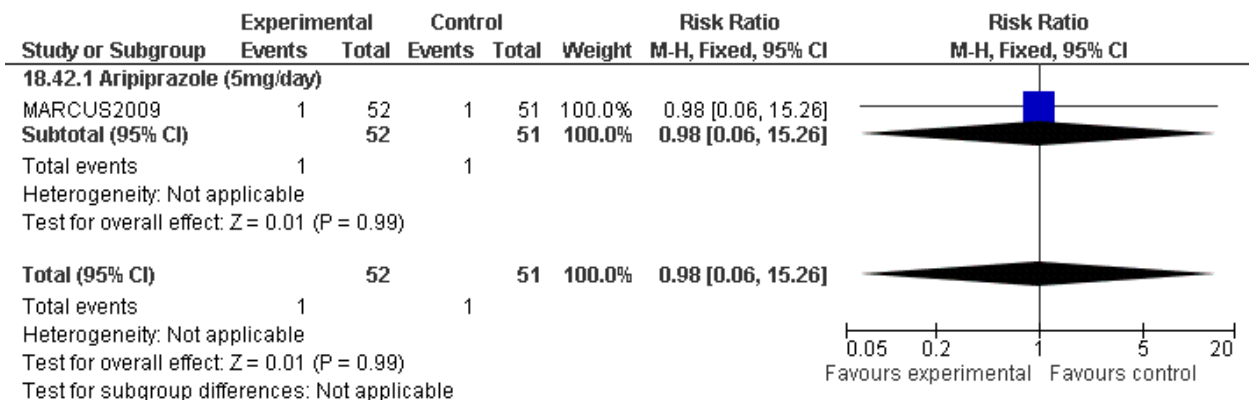 Experimental Control Risk Ratio Risk Ratio
Study or Subgroup Events Total Events Total Weight M-H, Fixed, 95% CI M-H, Fixed, 95% CI
18.42.1 Aripiprazole (5mg/day)
MARCUS2009 1 52 1 51 100.0% 0.98 [0.06, 15.26]
Subtotal (95% CI) 52 51 100.0% 0.98 [0.06, 15.26]
Total events 1 1
Heterogeneity: Not applicable
Test for overall effect: Z = 0.01 (P = 0.99)
Total (95% CI) 52 51 100.0% 0.98 [0.06, 15.26]
Total events 1 1
Heterogeneity: Not applicable
Test for overall effect: Z = 0.01 (P = 0.99)
Test for subgroup differences: Not applicable
0.05 0.2 1 5 20
Favours experimental Favours control